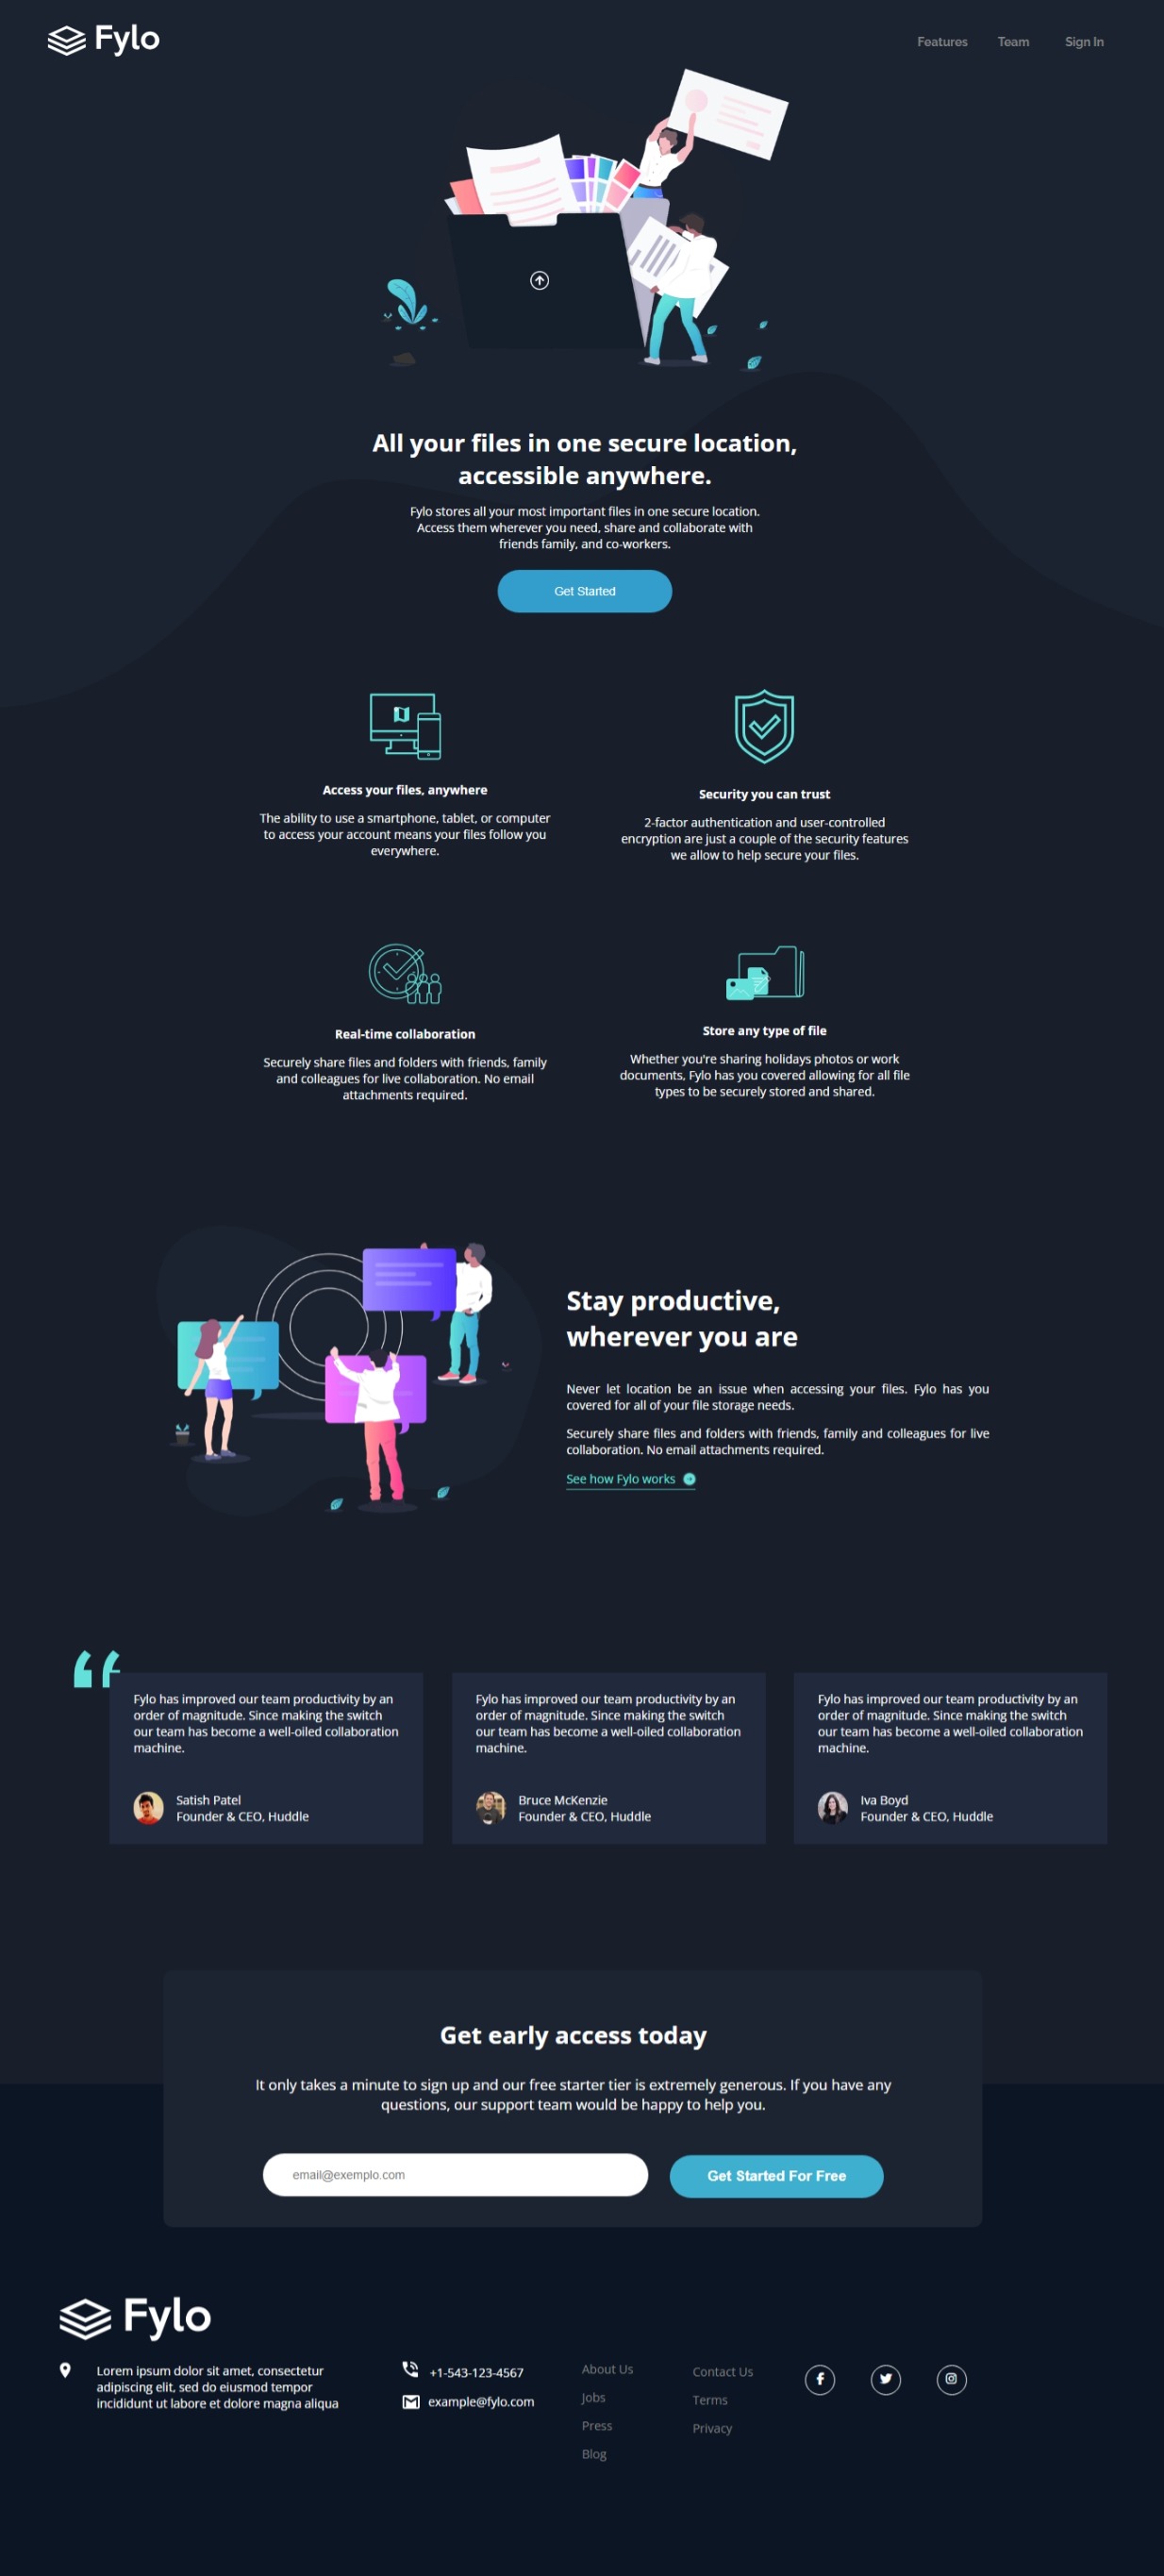 Fylo
Features Team Sign In
All your files in one secure location,
accessible anywhere.
Fylo stores all your most important files in one secure location.
Access them wherever you need, share and collaborate with
friends family, and co-workers.
Get Started
Access your files, anywhere
The ability to use a smartphone, tablet, or computer
to access your account means your files follow you
everywhere.
Security you can trust
2-factor authentication and user-controlled
encryption are just a couple of the security features
we allow to help secure your files.
Real-time collaboration
Securely share files and folders with friends, family
and colleagues for live collaboration. No email
attachments required.
Store any type of file
Whether you're sharing holidays photos or work
documents, Fylo has you covered allowing for all file
types to be securely stored and shared.
Stay productive,
wherever you are
Never let location be an issue when accessing your files. Fylo has you
covered for all of your file storage needs.
Securely share files and folders with friends, family and colleagues for live
collaboration. No email attachments required.
See how Fylo works
Fylo has improved our team productivity by an
order of magnitude. Since making the switch
our team has become a well-oiled collaboration
machine.
Satish Patel
Founder & CEO, Huddle
Fylo has improved our team productivity by an
order of magnitude. Since making the switch
our team has become a well-oiled collaboration
machine.
Bruce McKenzie
Founder & CEO, Huddle
Fylo has improved our team productivity by an
order of magnitude. Since making the switch
our team has become a well-oiled collaboration
machine.
Iva Boyd
Founder & CEO, Huddle
Get early access today
It only takes a minute to sign up and our free starter tier is extremely generous. If you have any
questions, our support team would be happy to help you.
email@exemplo.com
Get Started For Free
Fylo
Lorem ipsum dolor sit amet, consectetur
adipiscing elit, sed do eiusmod tempor
incididunt ut labore et dolore magna aliqua
+1-543-123-4567
example@fylo.com
About Us
Jobs
Press
Blog
Contact Us
Terms
Privacy